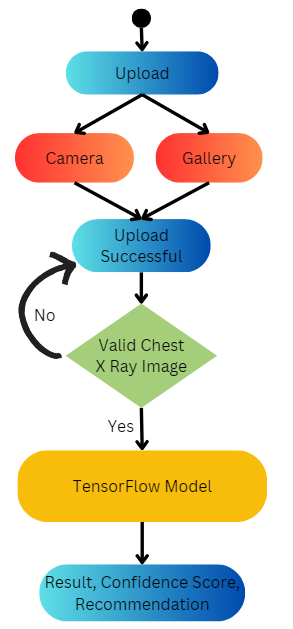 Upload
Camera
Gallery
Upload
Successful
No
Valid Chest
X Ray Image
Yes
TensorFlow Model
Result, Confidence Score,
Recommendation